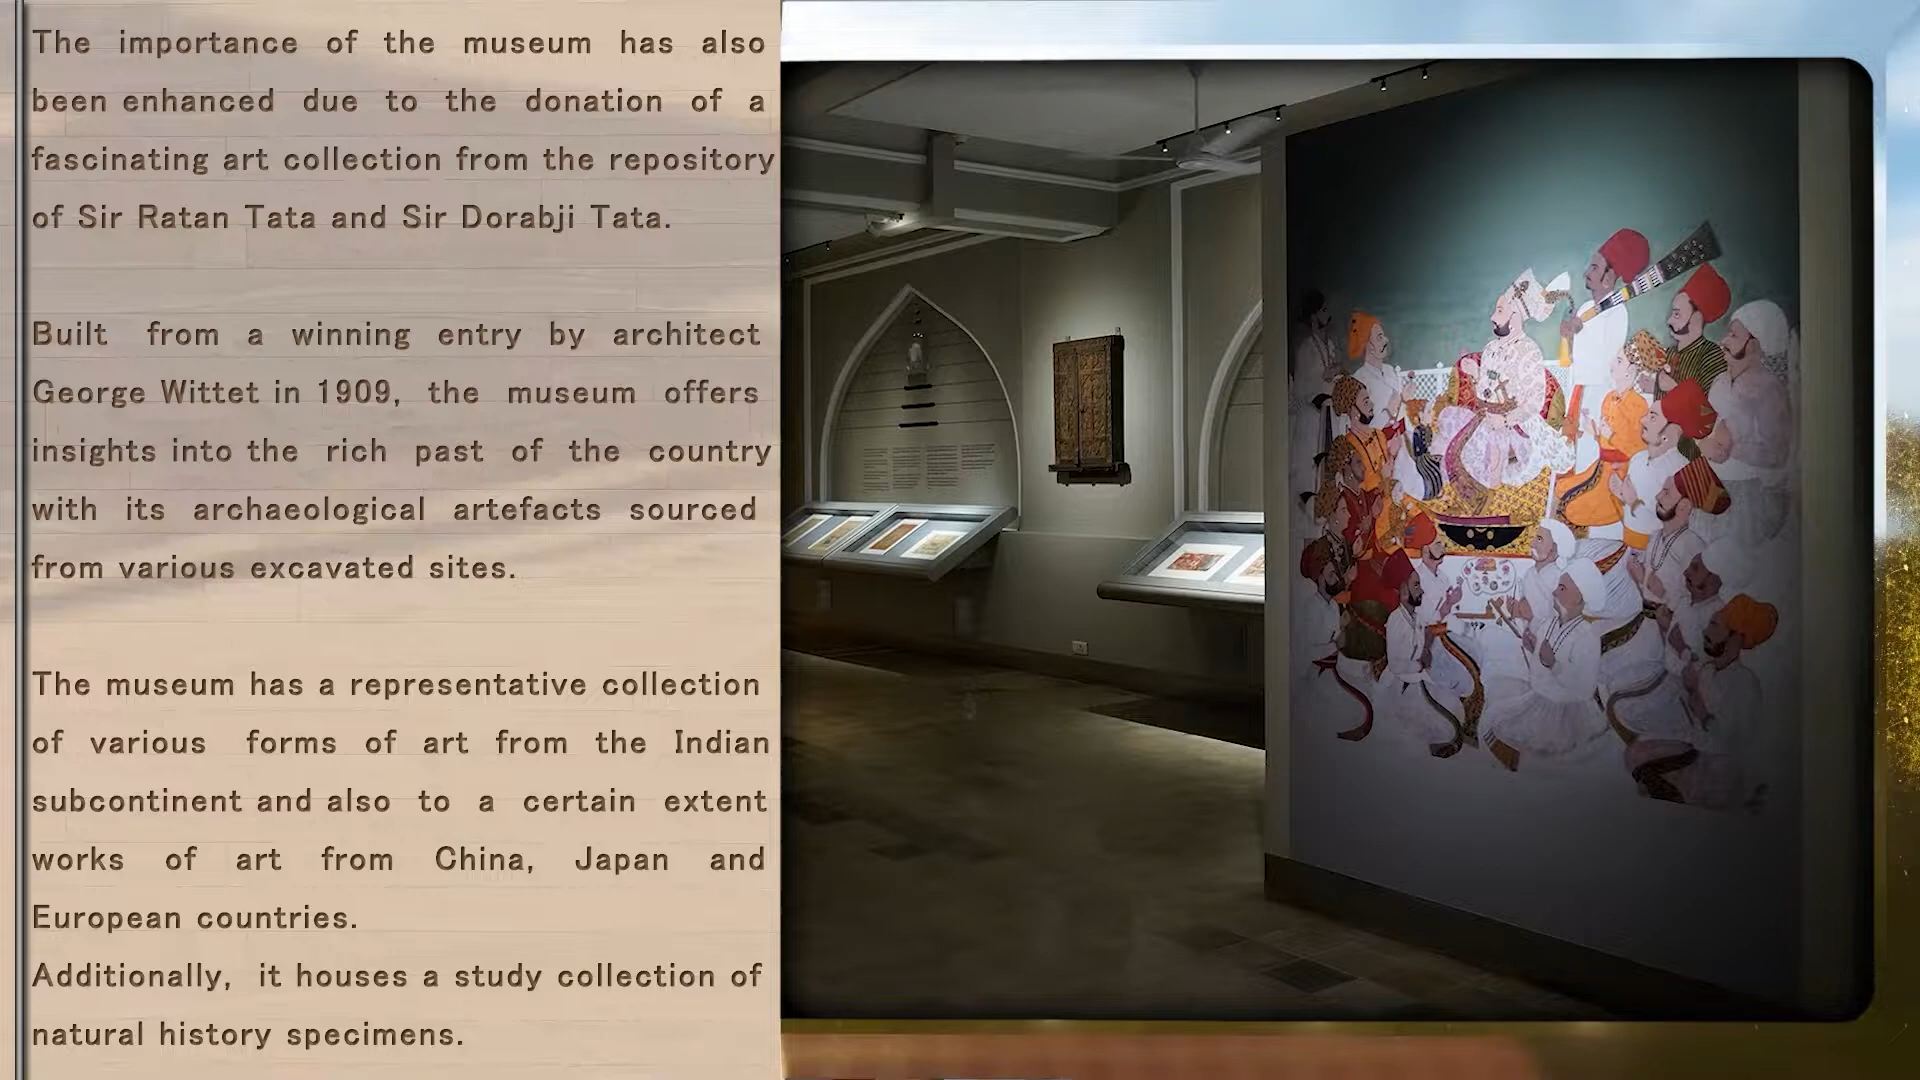 The importance of the museum has also
been enhanced due to the donation of a
fascinating art collection from the repository
of Sir Ratan Tata and Sir Dorabji Tata.
Built from a winning entry by architect
George Wittet in 1909, the museum offers
insights into the rich past of the country
with its archaeological artefacts sourced
from various excavated sites.
The museum has a representative collection
of various forms of art from the Indian
subcontinent and also to a certain extent
works of art from China, Japan and
European countries.
Additionally, it houses a study collection of
natural history specimens.